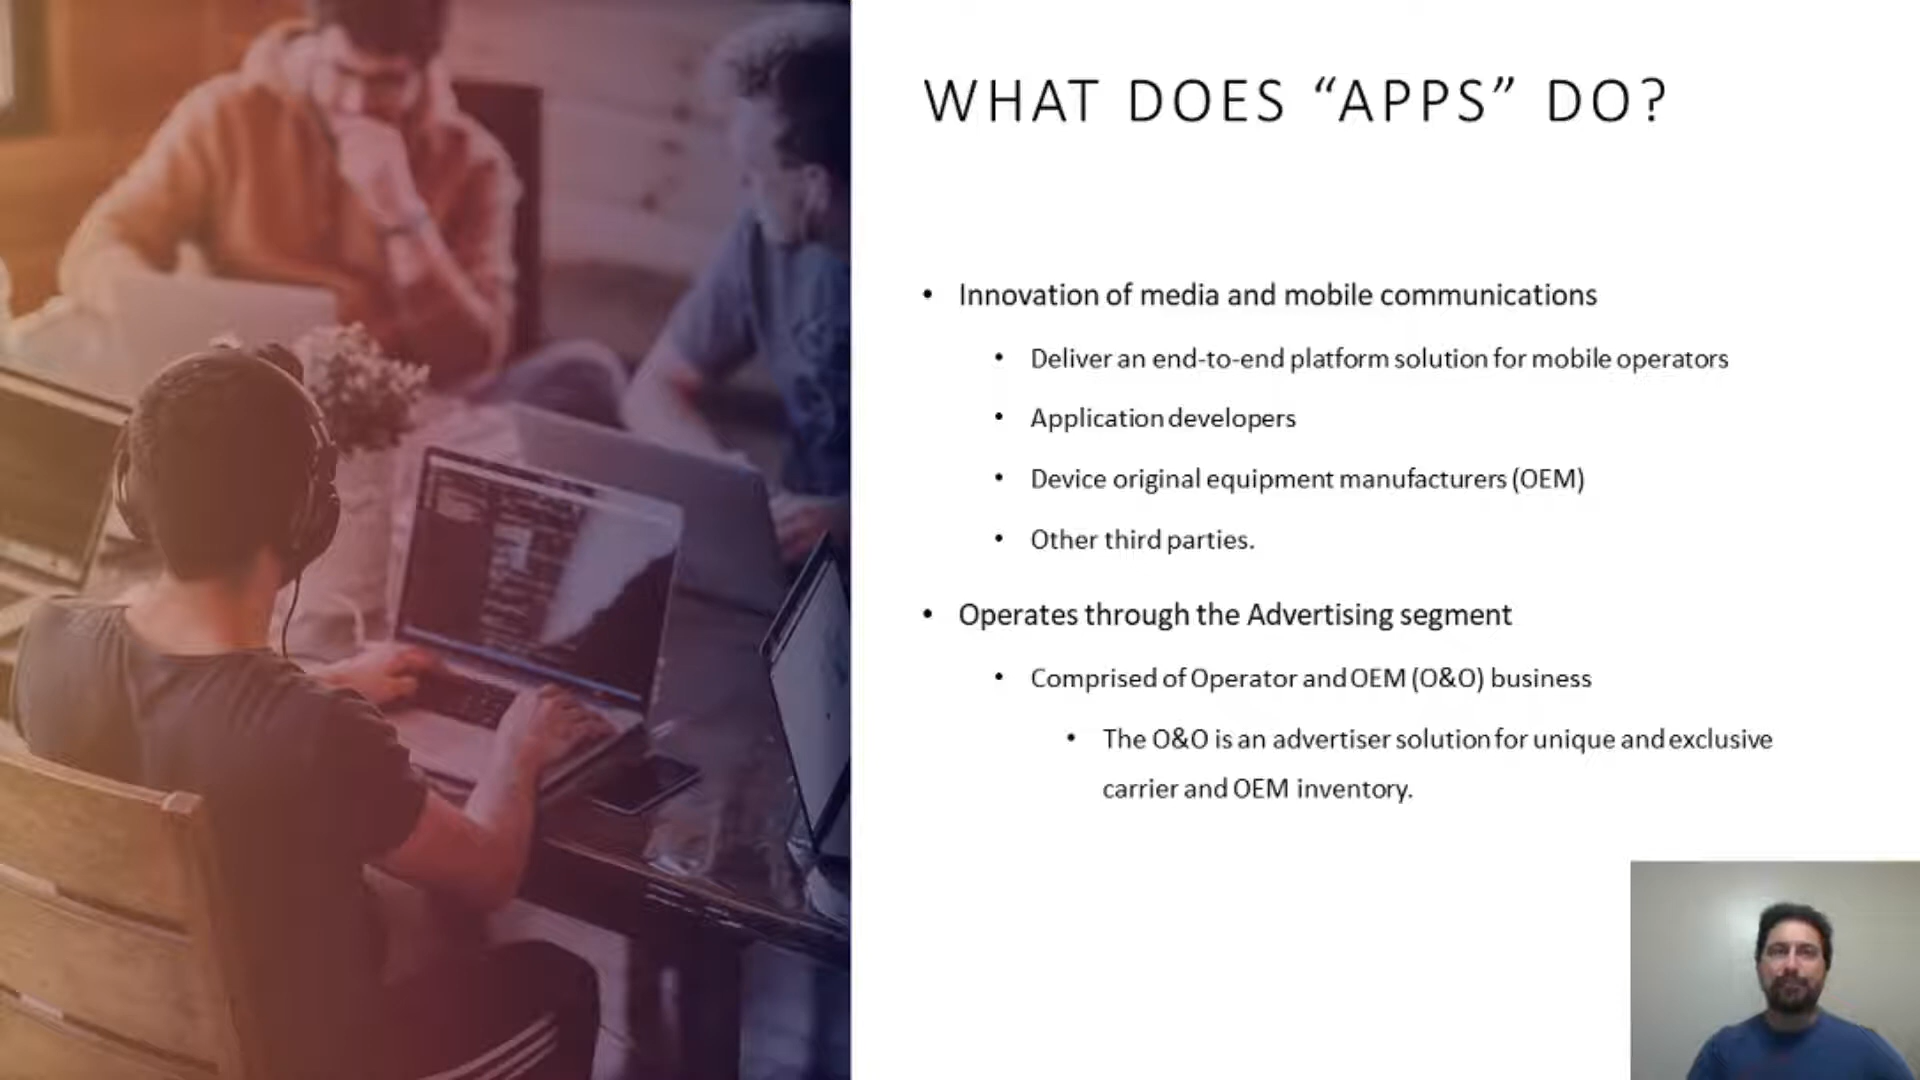 WHAT DOES “APPS” DO?
• Innovation of media and mobile communications
• Deliver an end-to-end platform solution for mobile operators
• Application developers
• Device original equipment manufacturers (OEM)
• Other third parties.
• Operates through the Advertising segment
• Comprised of Operator and OEM (O&O) business
• The O&O is an advertiser solution for unique and exclusive
carrier and OEM inventory.